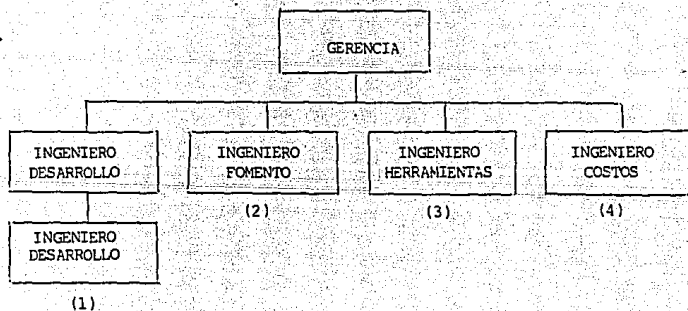 GERENCIA
INGENIERO
DESARROLLO
INGENIERO
FOMENTO
INGENIERO
HERRAMIENTAS
INGENIERO
COSTOS
(2)
(3)
(4)
INGENIERO
DESARROLLO
(1)